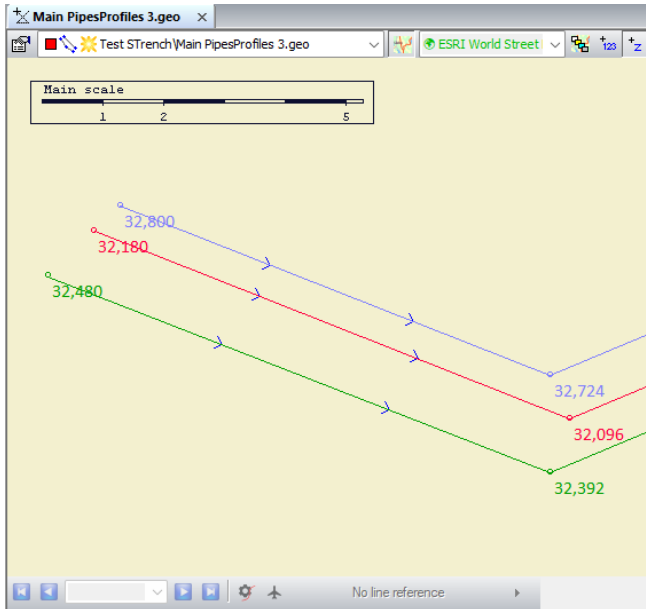 Main PipesProfiles 3.geo ×
Test STrench\Main PipesProfiles 3.geo
ESRI World Street
+123
+z
Main scale
1 2 5
32,800
32,180
32,480
32,724
32,096
32,392
No line reference